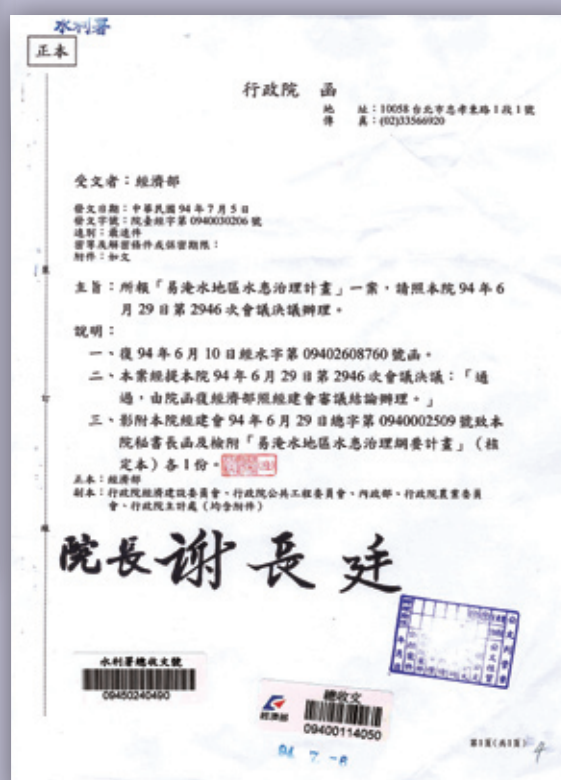 水利署
正本
行政院 函
地 址：10058 台北市忠孝東路1段1號
傳 真：(02)33566920
受文者：經濟部
發文日期：中華民國94年7月5日
發文字號：院臺經字第0940030206號
速別：最速件
密等及解密條件或保密期限：
附件：如文
主旨：所報「易淹水地區水患治理計畫」一案，請照本院94年6
月29日第2946次會議決議辦理。
說明：
一、復94年6月10日經水字第09402608760號函。
二、本案經提本院94年6月29日第2946次會議決議：「通
過，由院函復經濟部照經建會審議結論辦理。」
三、影附本院經建會94年6月29日總字第0940002509號致本
院秘書長函及檢附「易淹水地區水患治理綱要計畫」（核
定本）各1份。
正本：經濟部
副本：行政院經濟建設委員會、行政院公共工程委員會、內政部、行政院農業委員
會、行政院主計處（均含附件）
裝
訂
線
院長謝長廷
水利署總收文號
09450240490
總收文
經濟部
09400114050
94. 7. -8
第1頁(共1頁)
4